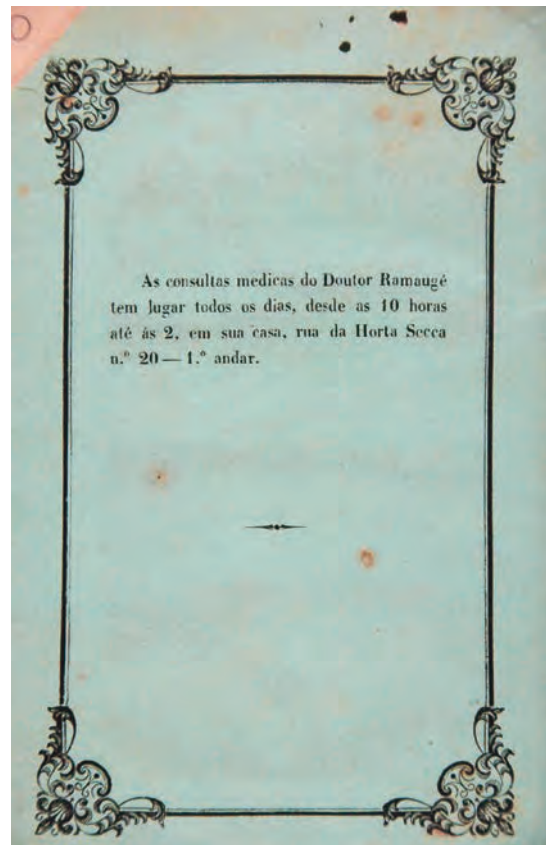 As consultas medicas do Doutor Ramaugé
tem lugar todos os dias, desde as 10 horas
até ás 2, em sua casa, rua da Horta Secca
n.º 20 — 1.º andar.